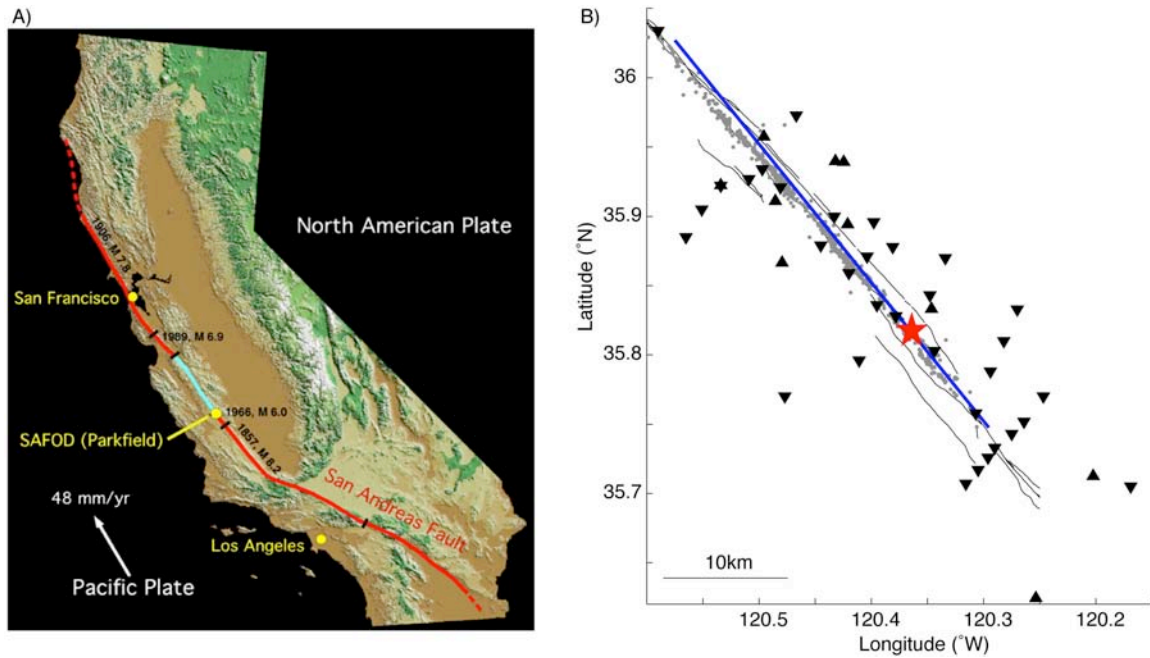 A)
North American Plate
1906, M 7.8
San Francisco
1989, M 6.9
1966, M 6.0
SAFOD (Parkfield)
1857, M 8.2
48 mm/yr
San Andreas Fault
Los Angeles
Pacific Plate
B)
36
35.9
35.8
35.7
Latitude (°N)
10km
120.5
120.4
120.3
120.2
Longitude (°W)